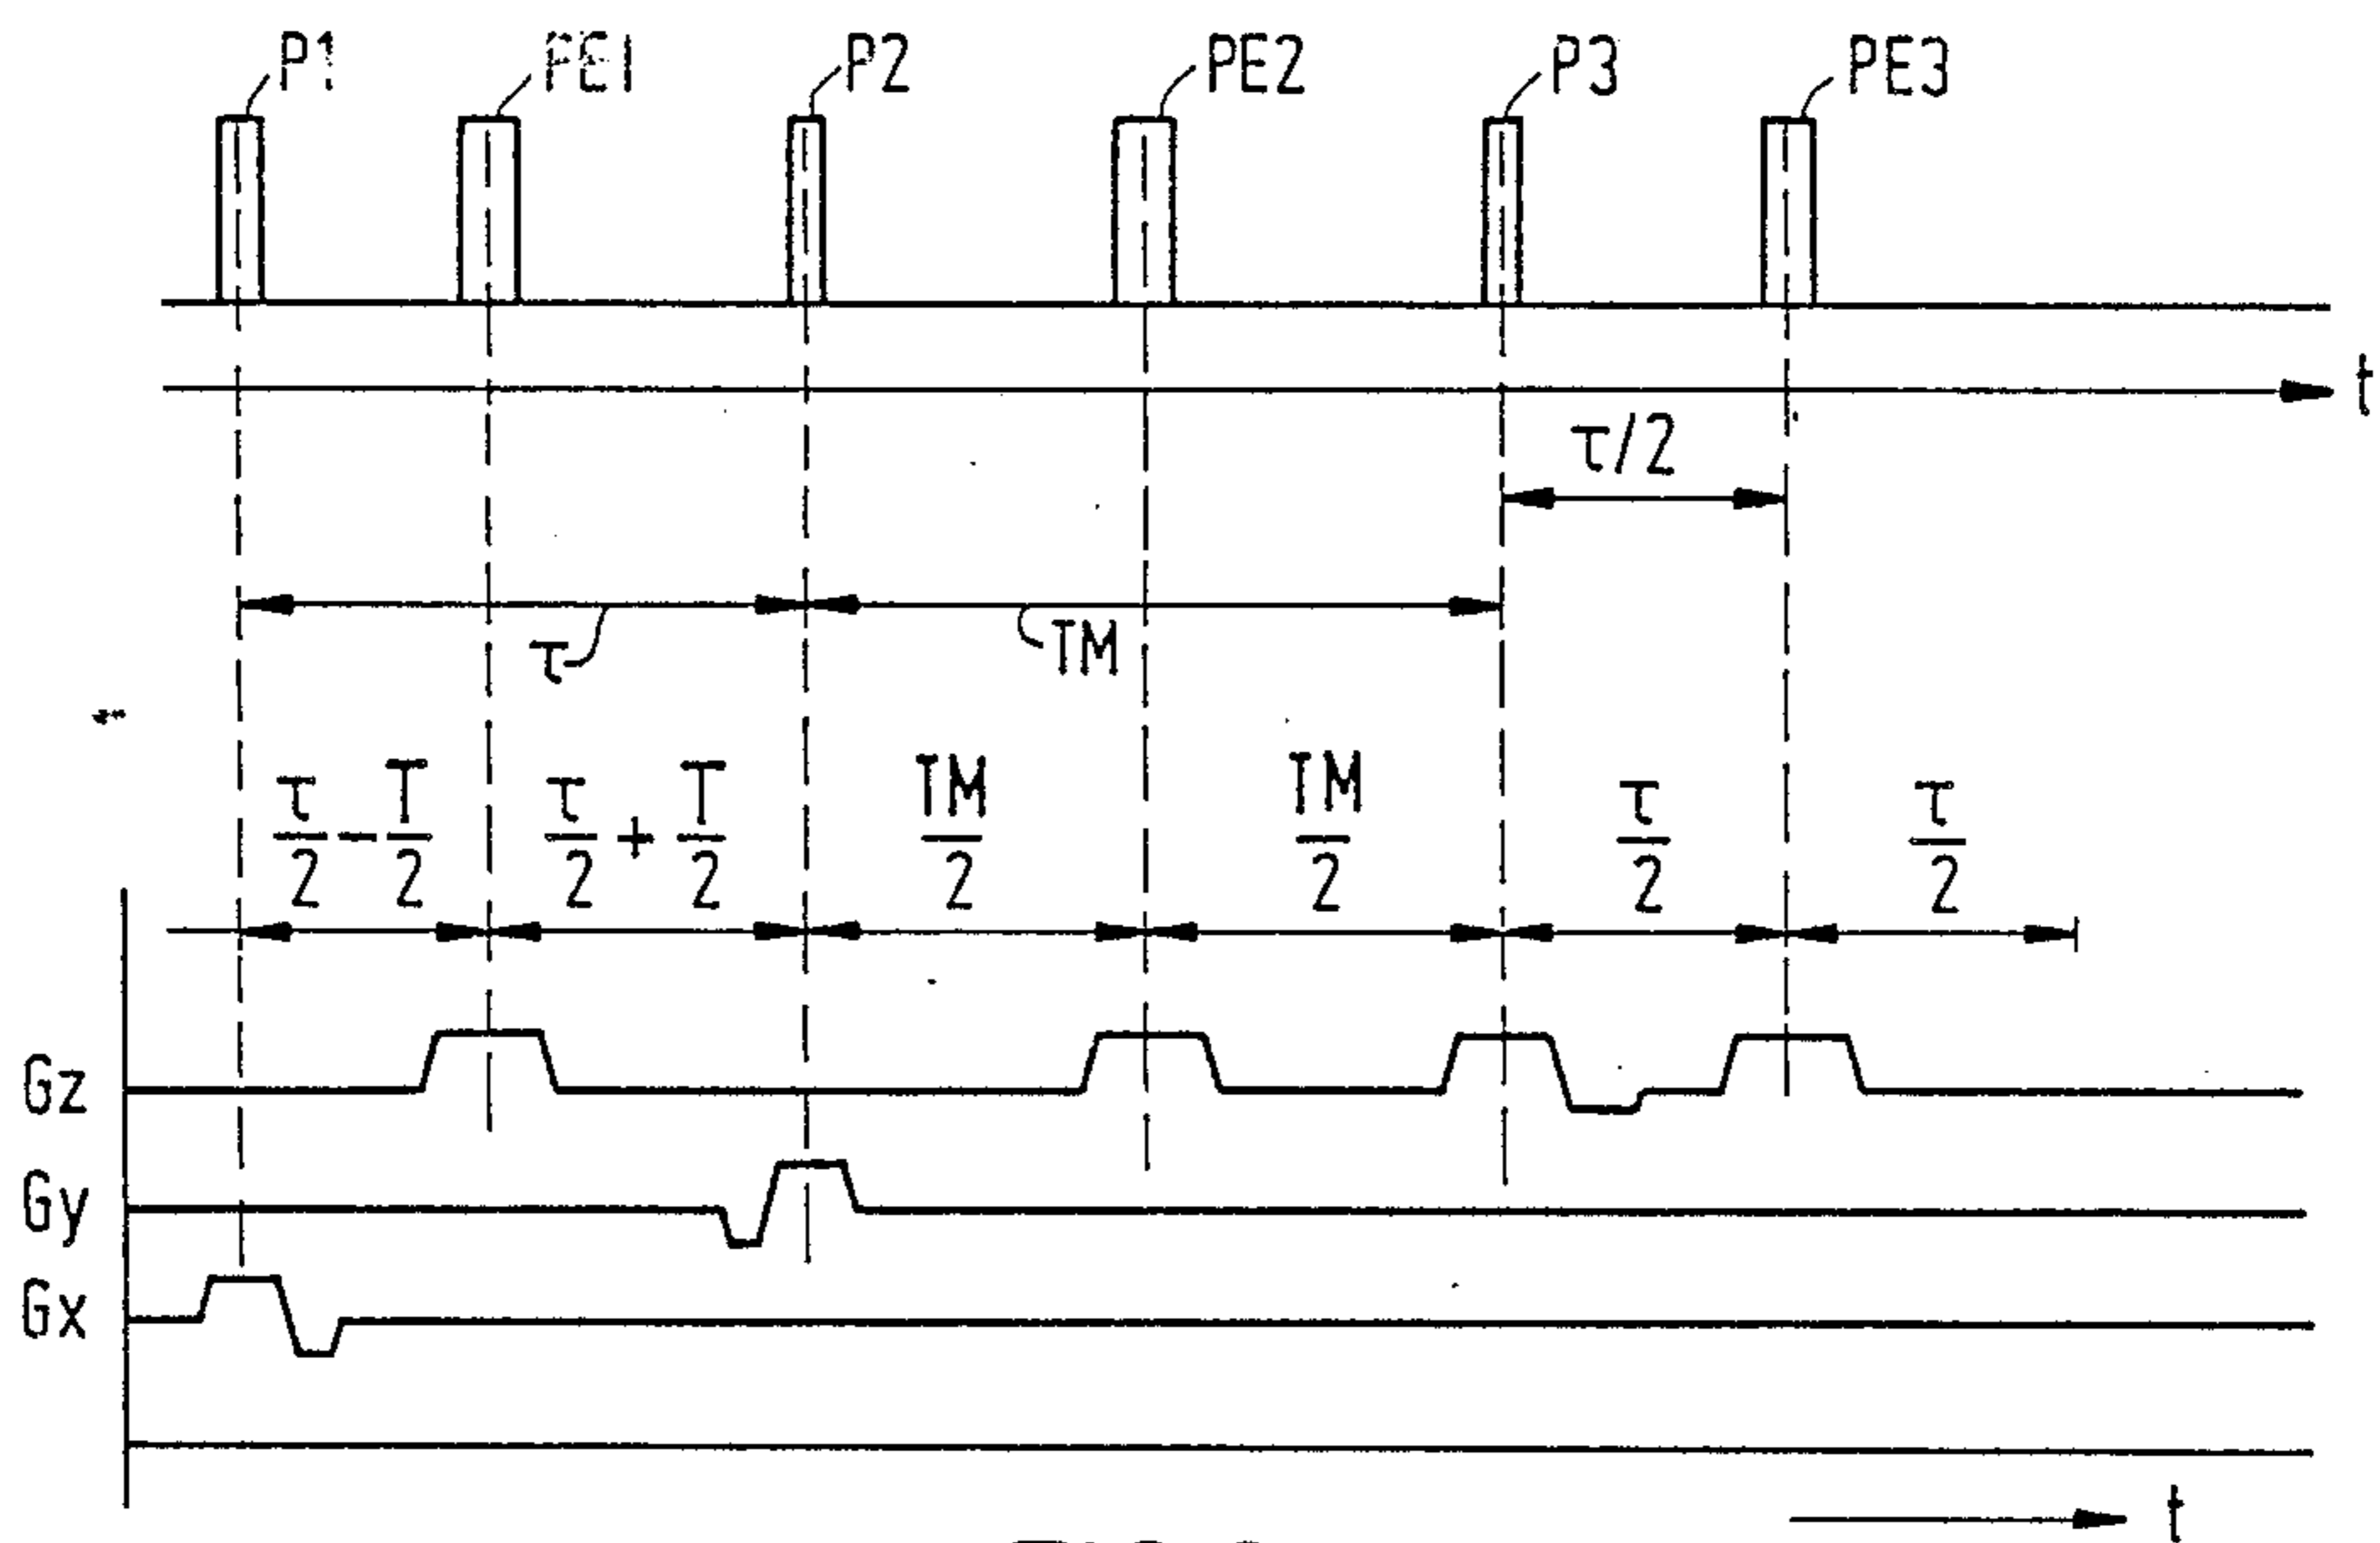 P1 PE1 P2 PE2 P3 PE3
t
τ/2
τ TM
τ/2 - T/2 τ/2 + T/2 TM/2 TM/2 τ/2 τ/2
Gz
Gy
Gx
t